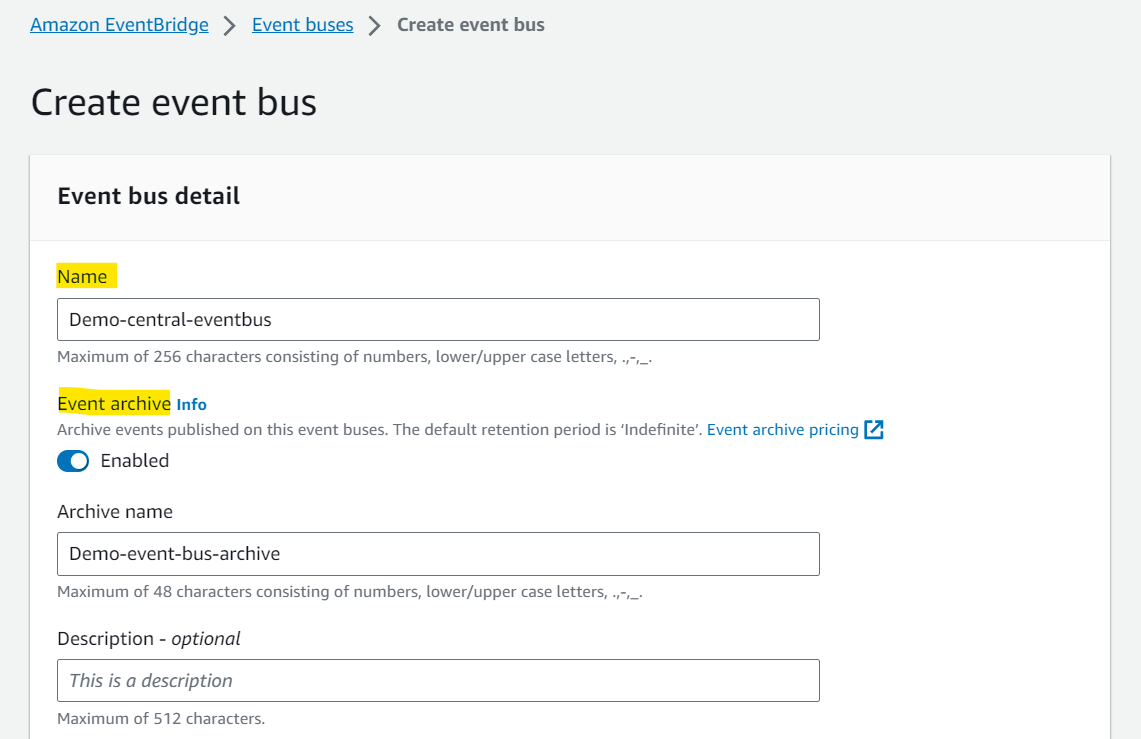 Amazon EventBridge > Event buses > Create event bus
Create event bus
Event bus detail
Name
Demo-central-eventbus
Maximum of 256 characters consisting of numbers, lower/upper case letters, .,-,_.
Event archive Info
Archive events published on this event buses. The default retention period is ‘Indefinite’. Event archive pricing
Enabled
Archive name
Demo-event-bus-archive
Maximum of 48 characters consisting of numbers, lower/upper case letters, .,-,_.
Description - optional
This is a description
Maximum of 512 characters.